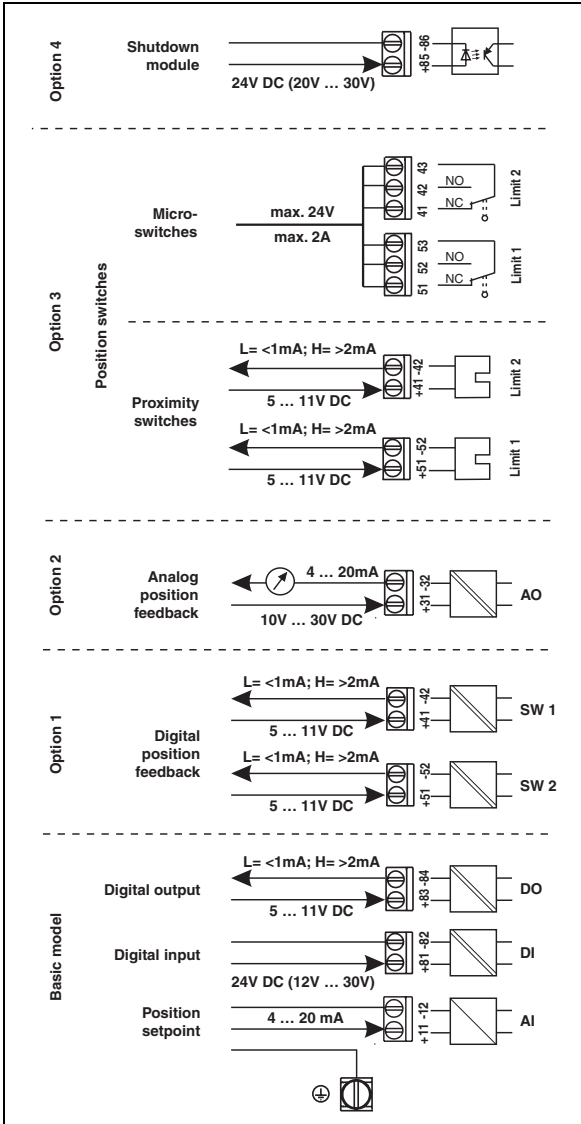 Option 4
Shutdown
module
24V DC (20V ... 30V)
+85 -86
Option 3
Position switches
Micro-
switches
max. 24V
max. 2A
43
42
41
NO
NC
Limit 2
53
52
51
NO
NC
Limit 1
Proximity
switches
L= <1mA; H= >2mA
5 ... 11V DC
+41 -42
Limit 2
L= <1mA; H= >2mA
5 ... 11V DC
+51 -52
Limit 1
Option 2
Analog
position
feedback
4 ... 20mA
10V ... 30V DC
+31 -32
AO
Option 1
Digital
position
feedback
L= <1mA; H= >2mA
5 ... 11V DC
+41 -42
SW 1
L= <1mA; H= >2mA
5 ... 11V DC
+51 -52
SW 2
Basic model
Digital output
L= <1mA; H= >2mA
5 ... 11V DC
+83 -84
DO
Digital input
24V DC (12V ... 30V)
+81 -82
DI
Position
setpoint
4 ... 20 mA
+11 -12
AI